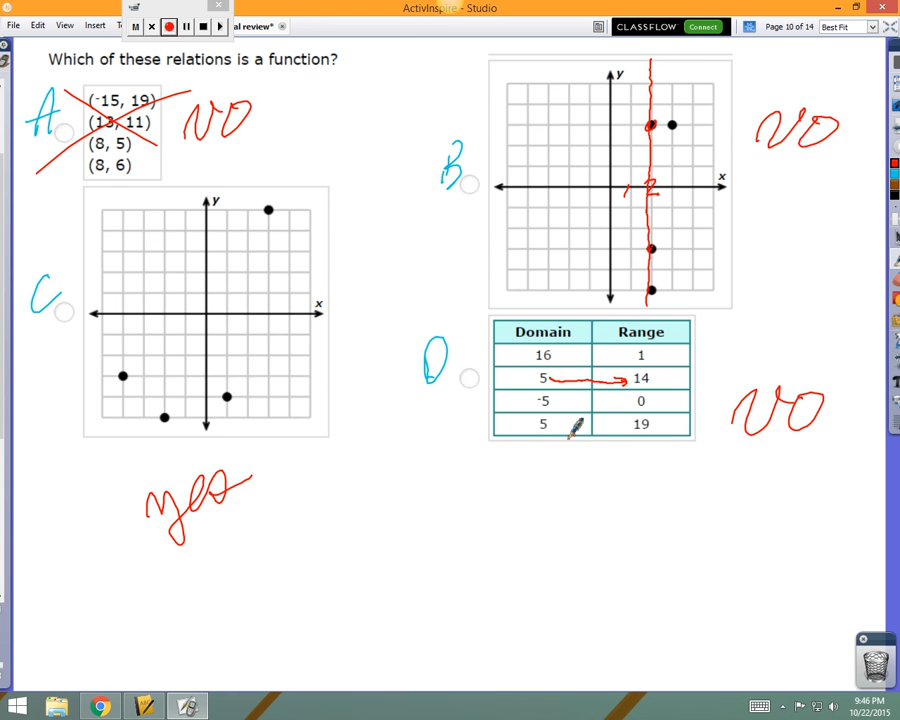 ActivInspire - Studio
File Edit View Insert
M
al review*
CLASSFLOW Connect
Page 10 of 14
Best Fit
Which of these relations is a function?
A
(-15, 19)
(13, 11)
(8, 5)
(8, 6)
NO
B
y
x
1 2
NO
C
y
x
yes
D
Domain Range
16 1
5 14
-5 0
5 19
NO
9:46 PM
10/22/2015